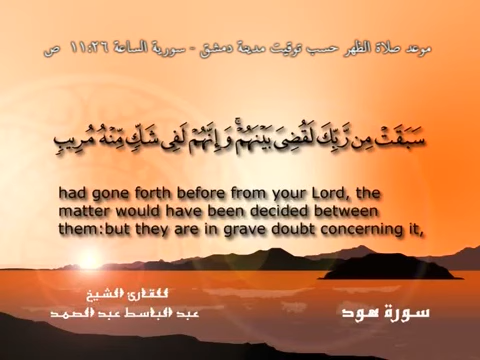 موعد صلاة الظهر حسب توقيت مدينة دمشق - سورية الساعة ١١:٢٦ ص
سَبَقَتْ مِن رَّبِّكَ لَقُضِىَ بَيْنَهُمْ ۚ وَإِنَّهُمْ لَفِى شَكٍّ مِّنْهُ مُرِيبٍ
had gone forth before from your Lord, the
matter would have been decided between
them:but they are in grave doubt concerning it,
للقارئ الشيخ
عبد الباسط عبد الصمد
سورة هود